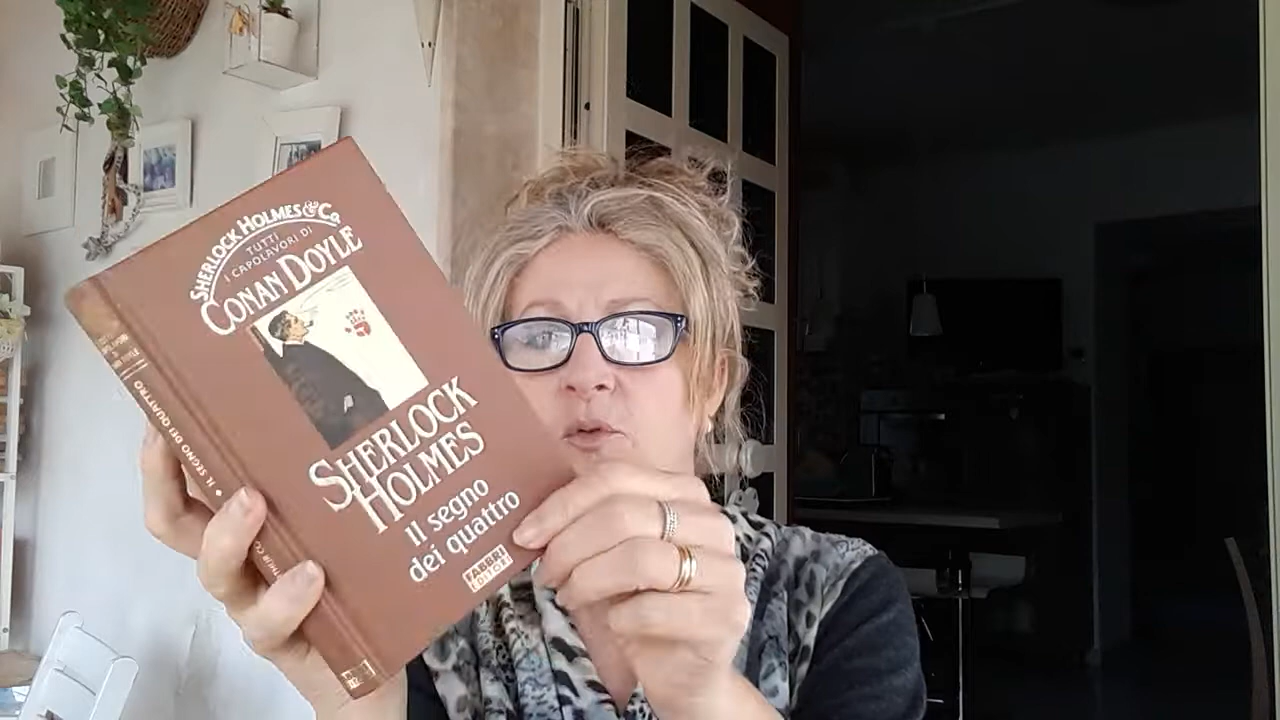 SHERLOCK HOLMES & Co.
TUTTI
I CAPOLAVORI DI
CONAN DOYLE
SHERLOCK
HOLMES
Il segno
dei quattro
FABBRI
EDITORI
IL SEGNO DEI QUATTRO